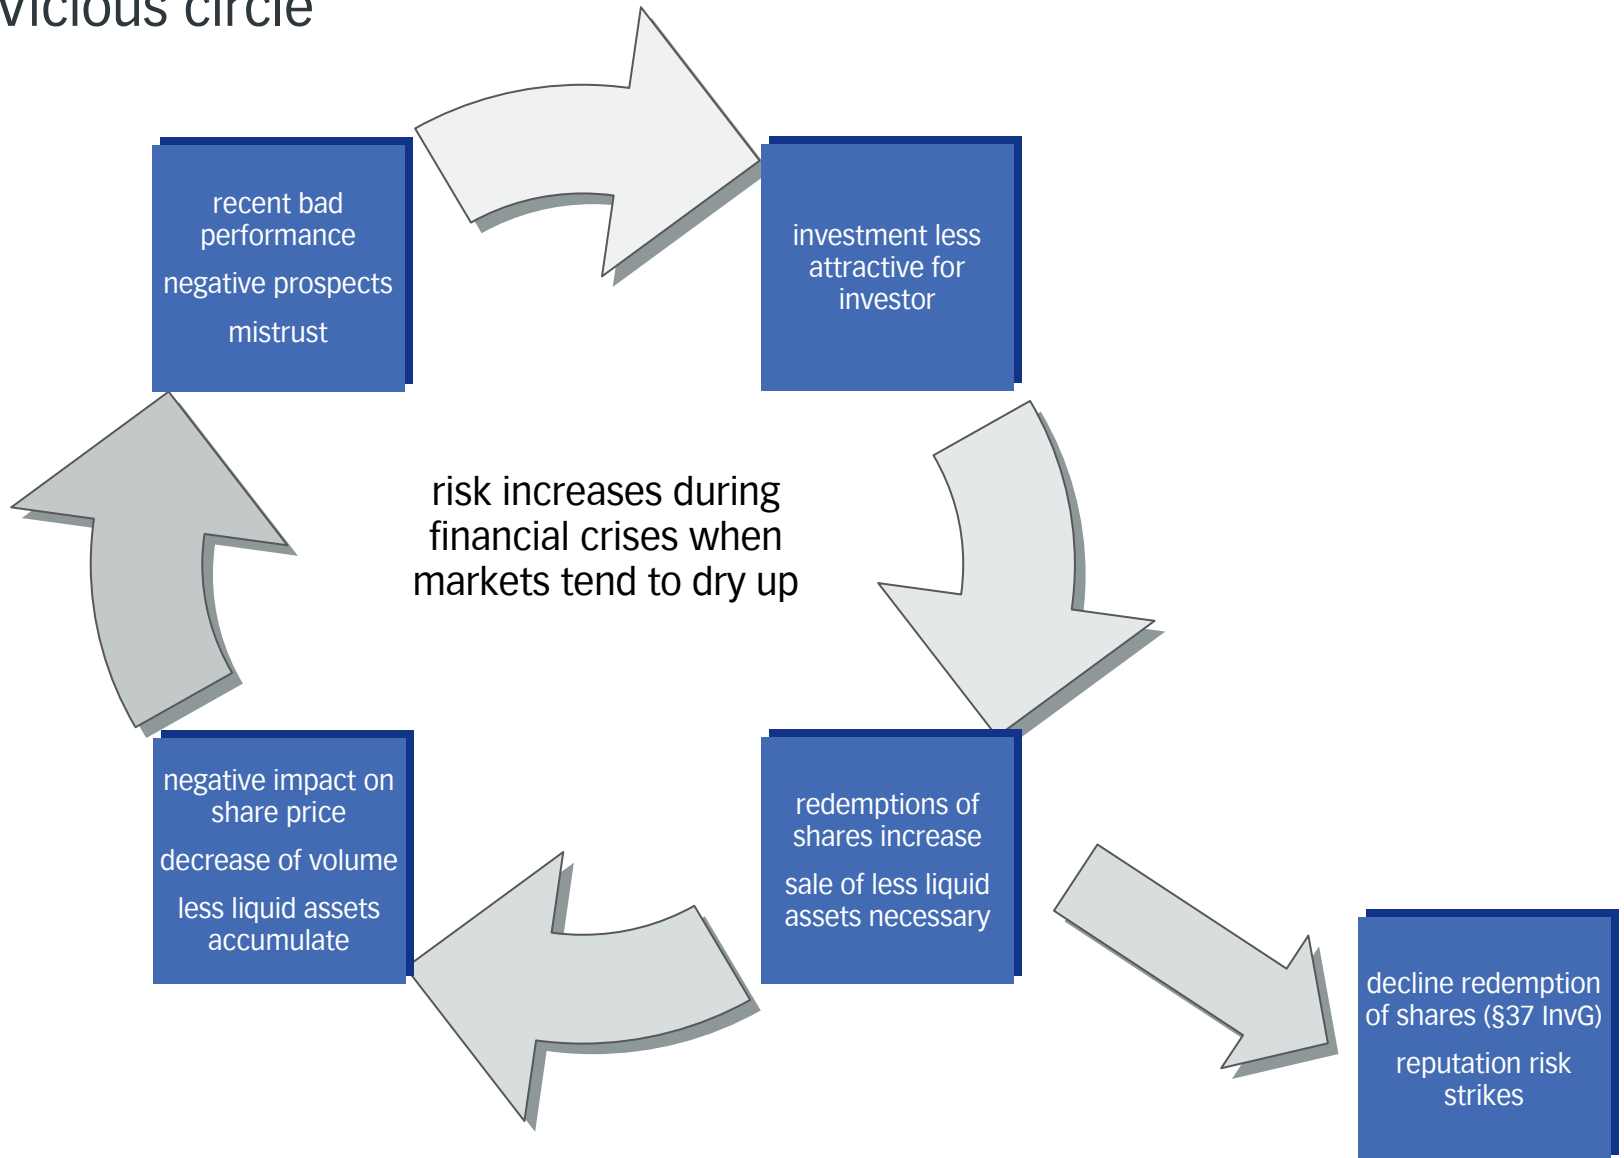 Vicious circle
recent bad
performance
negative prospects
mistrust
investment less
attractive for
investor
risk increases during
financial crises when
markets tend to dry up
negative impact on
share price
decrease of volume
less liquid assets
accumulate
redemptions of
shares increase
sale of less liquid
assets necessary
decline redemption
of shares (§37 InvG)
reputation risk
strikes